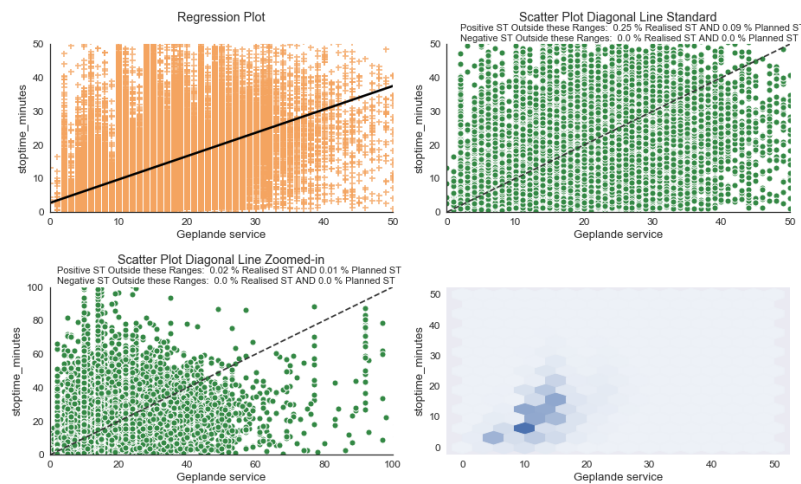 Regression Plot
50
40
30
20
10
0
stoptime_minutes
0 10 20 30 40 50
Geplande service
Scatter Plot Diagonal Line Standard
Positive ST Outside these Ranges: 0.25 % Realised ST AND 0.09 % Planned ST
Negative ST Outside these Ranges: 0.0 % Realised ST AND 0.0 % Planned ST
50
40
30
20
10
0
stoptime_minutes
0 10 20 30 40 50
Geplande service
Scatter Plot Diagonal Line Zoomed-in
Positive ST Outside these Ranges: 0.02 % Realised ST AND 0.01 % Planned ST
Negative ST Outside these Ranges: 0.0 % Realised ST AND 0.0 % Planned ST
100
80
60
40
20
0
stoptime_minutes
0 20 40 60 80 100
Geplande service
50
40
30
20
10
0
stoptime_minutes
0 10 20 30 40 50
Geplande service